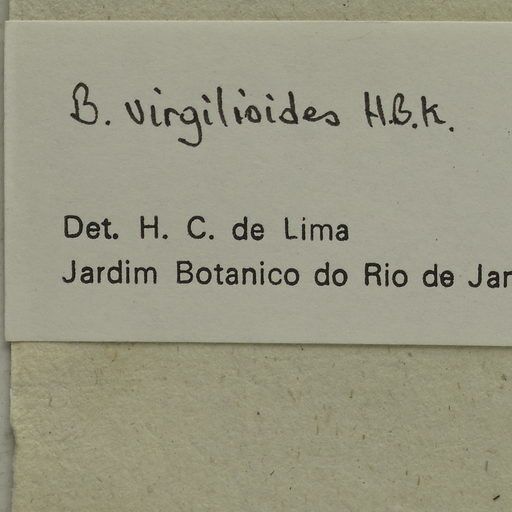 B. virgilioides H.B.K.
Det. H. C. de Lima
Jardim Botanico do Rio de Jar